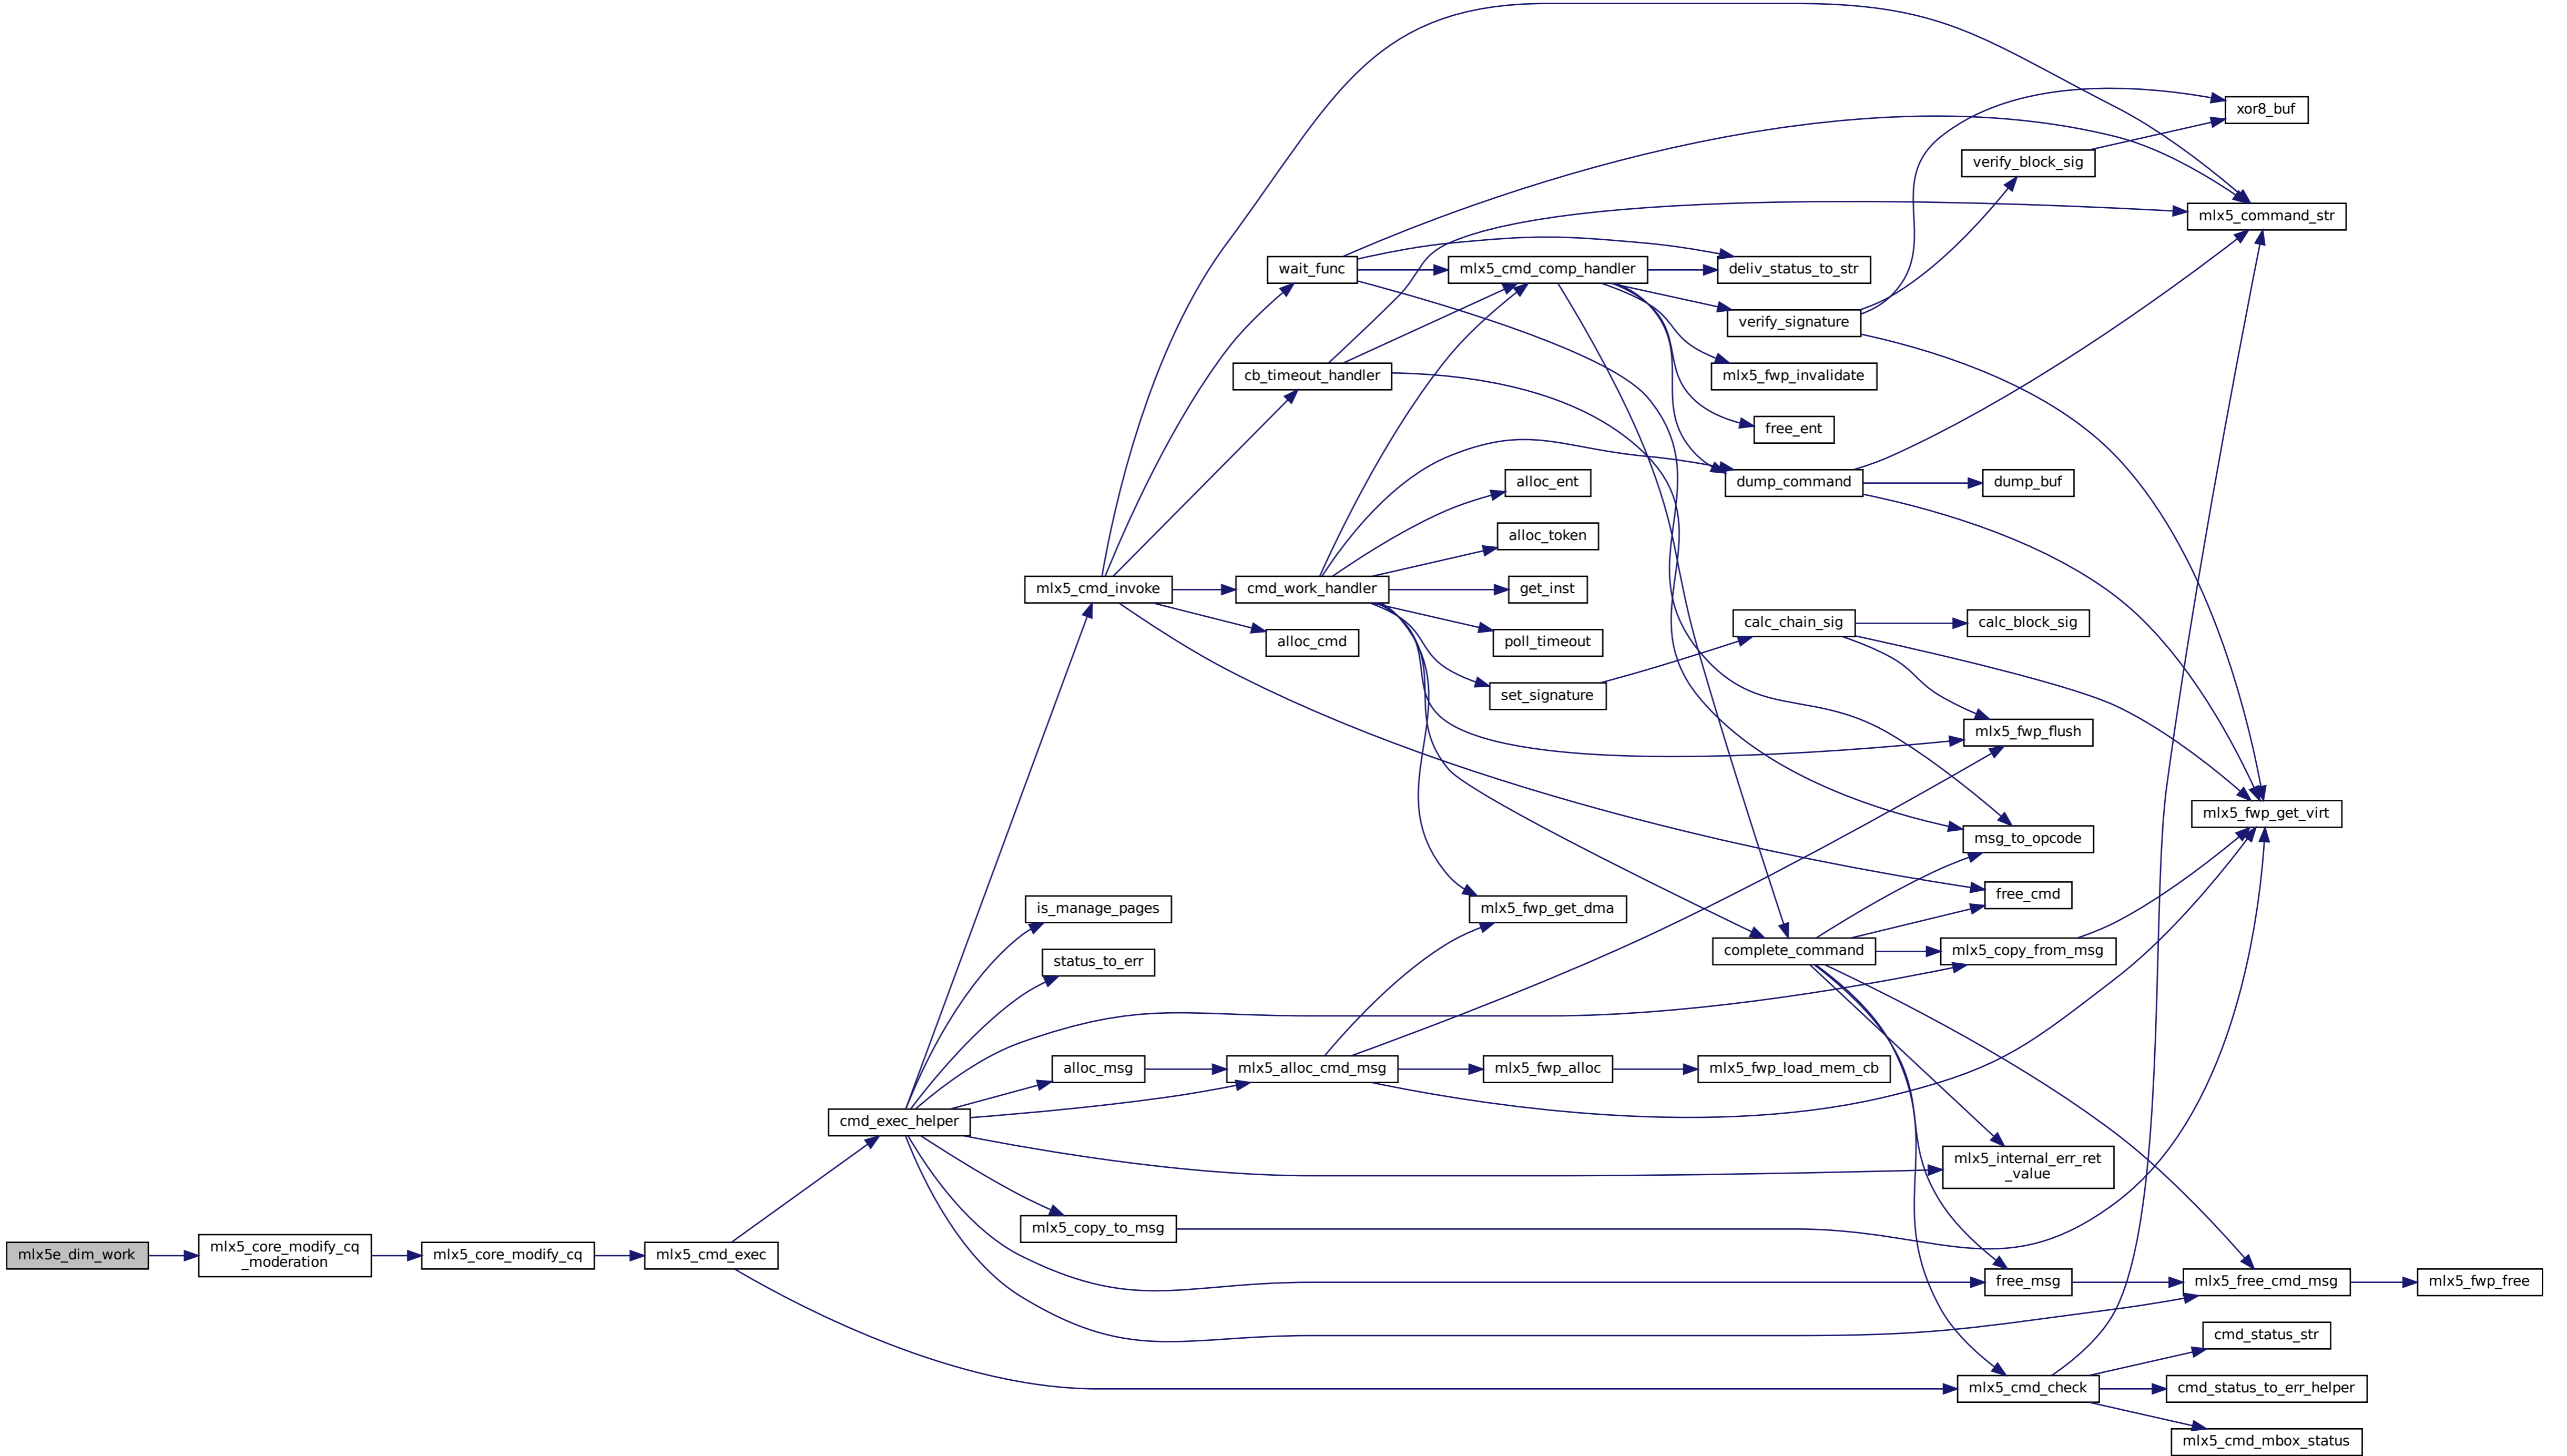 xor8_buf
verify_block_sig
mlx5_command_str
wait_func
mlx5_cmd_comp_handler
deliv_status_to_str
verify_signature
cb_timeout_handler
mlx5_fwp_invalidate
free_ent
alloc_ent
dump_command
dump_buf
alloc_token
mlx5_cmd_invoke
cmd_work_handler
get_inst
calc_chain_sig
calc_block_sig
alloc_cmd
poll_timeout
set_signature
mlx5_fwp_flush
mlx5_fwp_get_virt
msg_to_opcode
free_cmd
is_manage_pages
mlx5_fwp_get_dma
complete_command
mlx5_copy_from_msg
status_to_err
alloc_msg
mlx5_alloc_cmd_msg
mlx5_fwp_alloc
mlx5_fwp_load_mem_cb
cmd_exec_helper
mlx5_internal_err_ret
_value
mlx5_copy_to_msg
mlx5e_dim_work
mlx5_core_modify_cq
_moderation
mlx5_core_modify_cq
mlx5_cmd_exec
free_msg
mlx5_free_cmd_msg
mlx5_fwp_free
cmd_status_str
mlx5_cmd_check
cmd_status_to_err_helper
mlx5_cmd_mbox_status